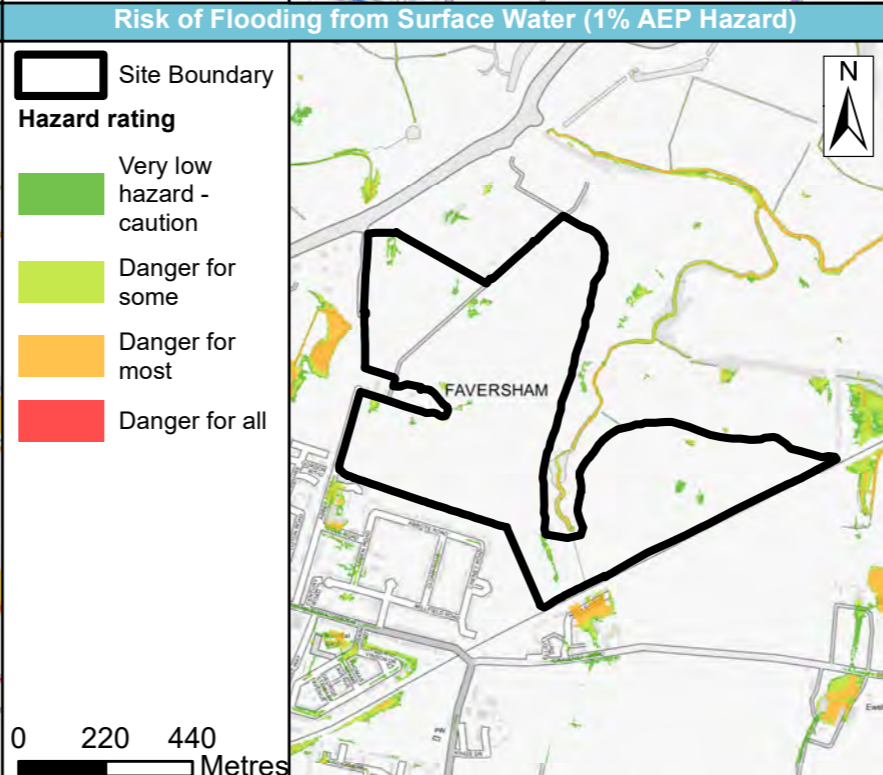 Risk of Flooding from Surface Water (1% AEP Hazard)
Site Boundary
Hazard rating
Very low
hazard -
caution
Danger for
some
Danger for
most
Danger for all
0 220 440
Metres
N
FAVERSHAM